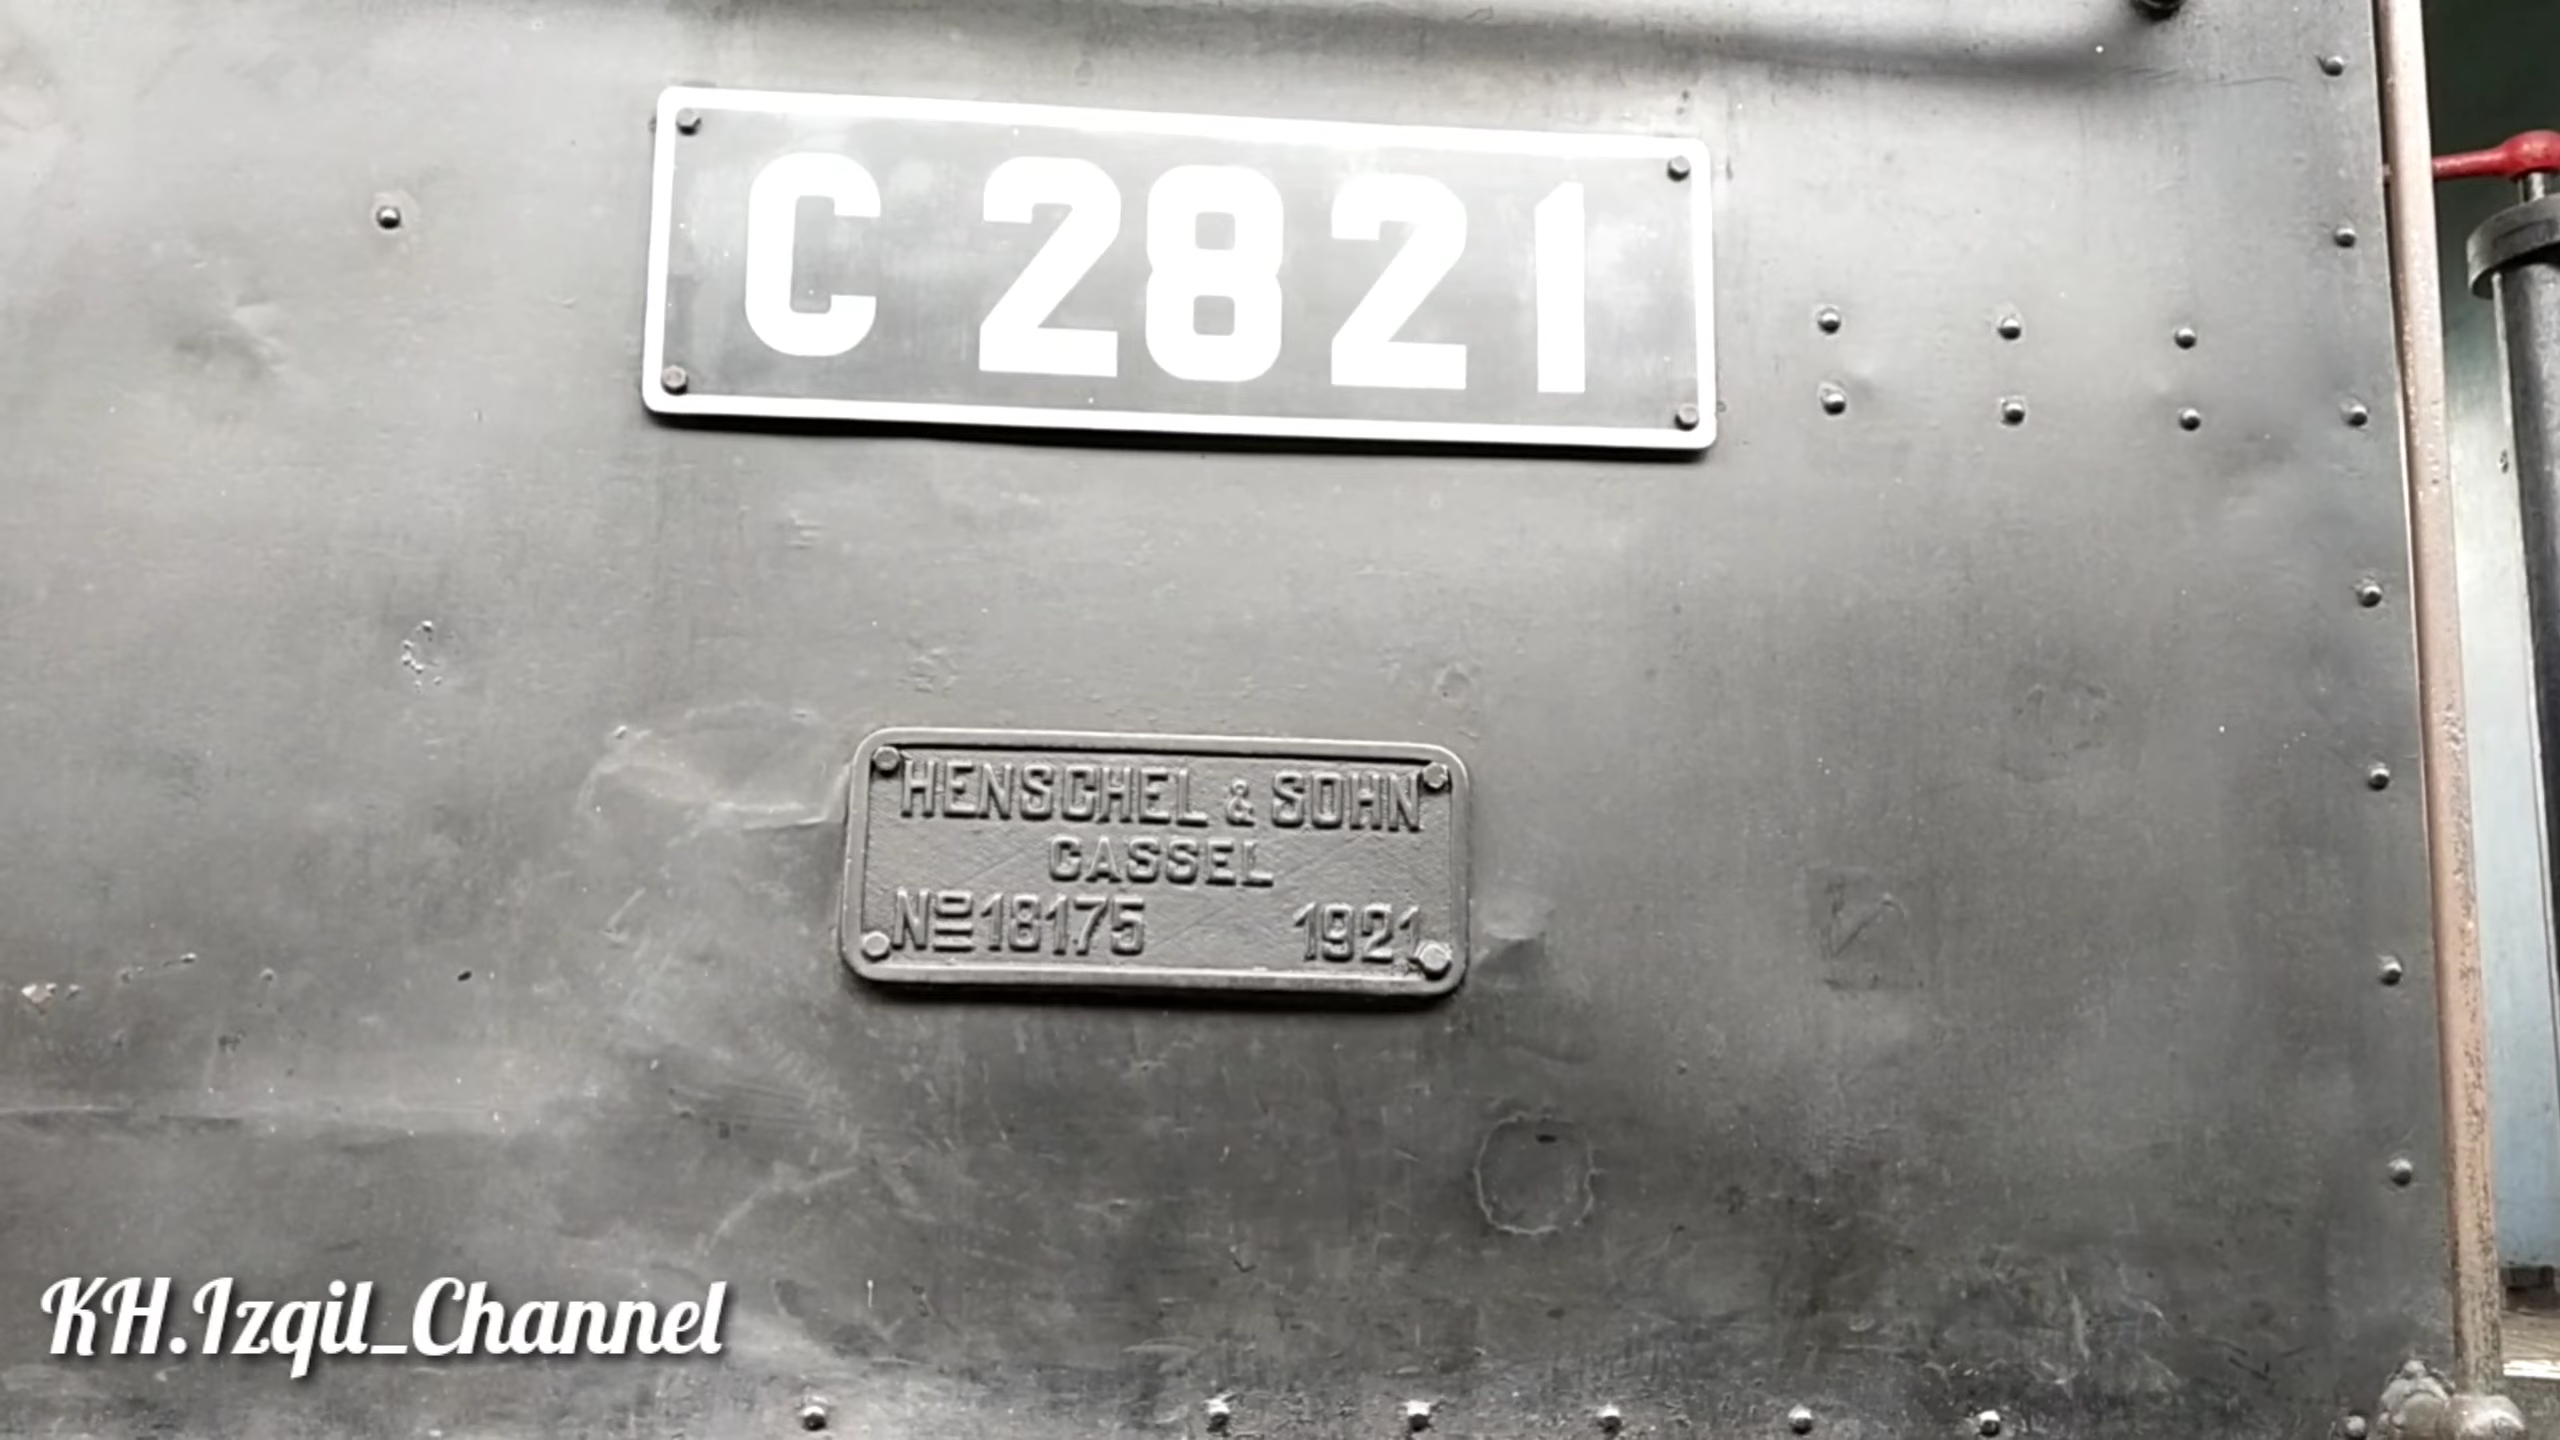 C 2821
HENSCHEL & SOHN
CASSEL
Nº 18175 1921
KH.Izqil_Channel